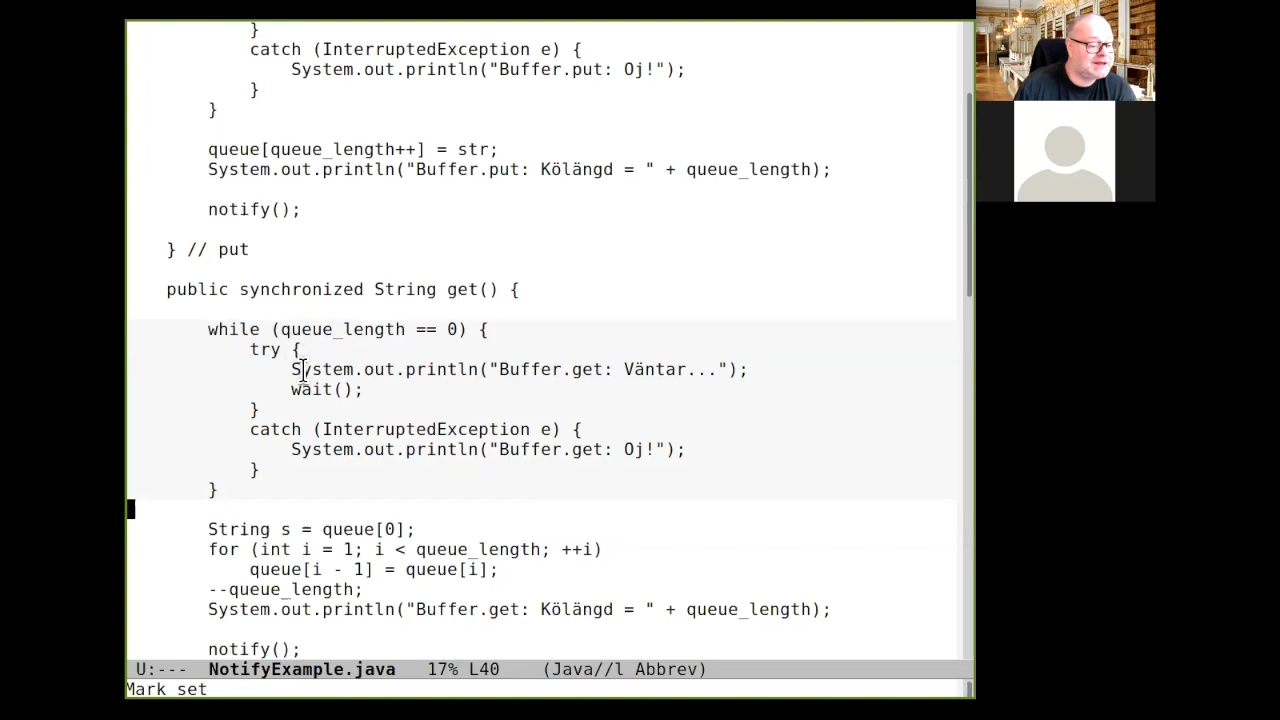 }
catch (InterruptedException e) {
System.out.println("Buffer.put: Oj!");
}
}
queue[queue_length++] = str;
System.out.println("Buffer.put: Kölängd = " + queue_length);
notify();
} // put
public synchronized String get() {
while (queue_length == 0) {
try {
System.out.println("Buffer.get: Väntar...");
wait();
}
catch (InterruptedException e) {
System.out.println("Buffer.get: Oj!");
}
}
String s = queue[0];
for (int i = 1; i < queue_length; ++i)
queue[i - 1] = queue[i];
--queue_length;
System.out.println("Buffer.get: Kölängd = " + queue_length);
notify();
U:--- NotifyExample.java 17% L40 (Java//l Abbrev)
Mark set